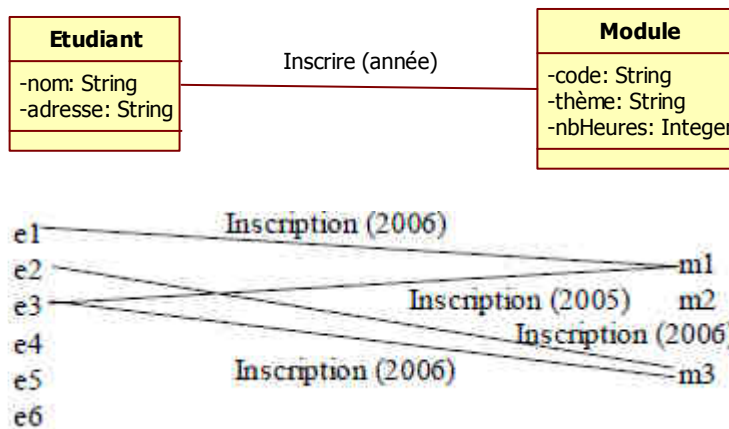 Etudiant
-nom: String
-adresse: String
Inscrire (année)
Module
-code: String
-thème: String
-nbHeures: Integer
e1
e2
e3
e4
e5
e6
Inscription (2006)
Inscription (2005)
Inscription (2006)
Inscription (2006)
m1
m2
m3